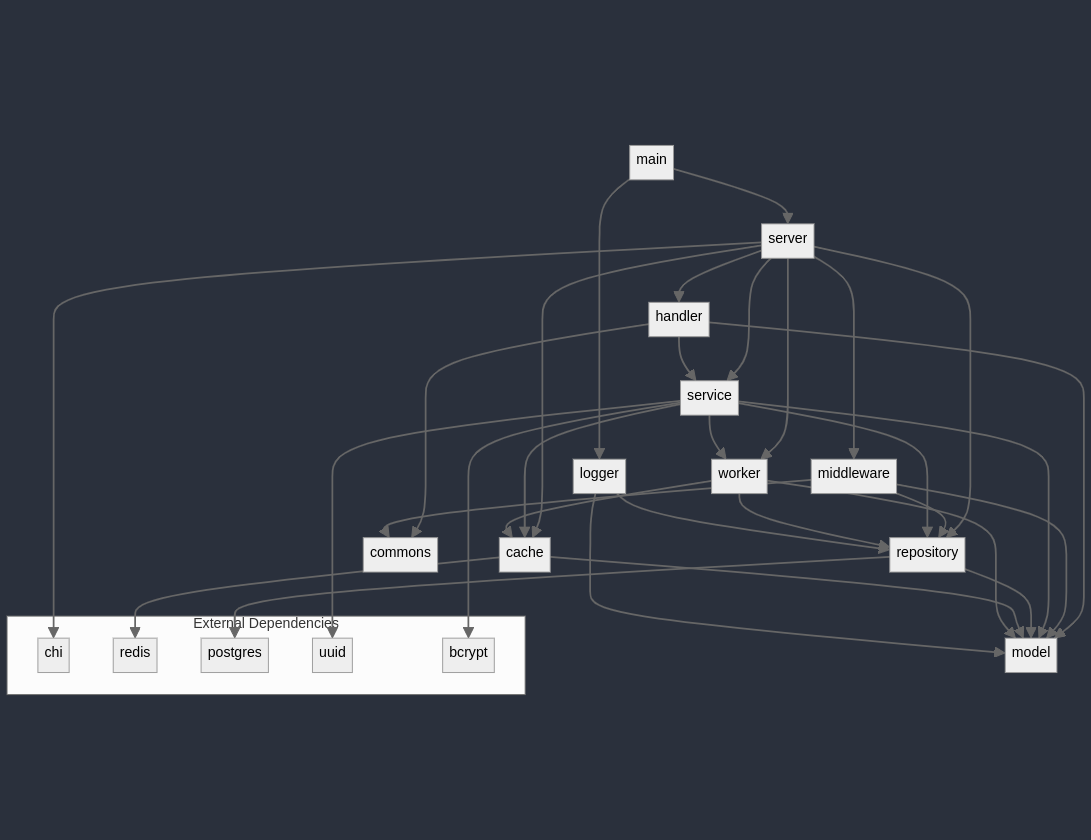 main
server
handler
service
logger
worker
middleware
commons
cache
repository
External Dependencies
chi
redis
postgres
uuid
bcrypt
model